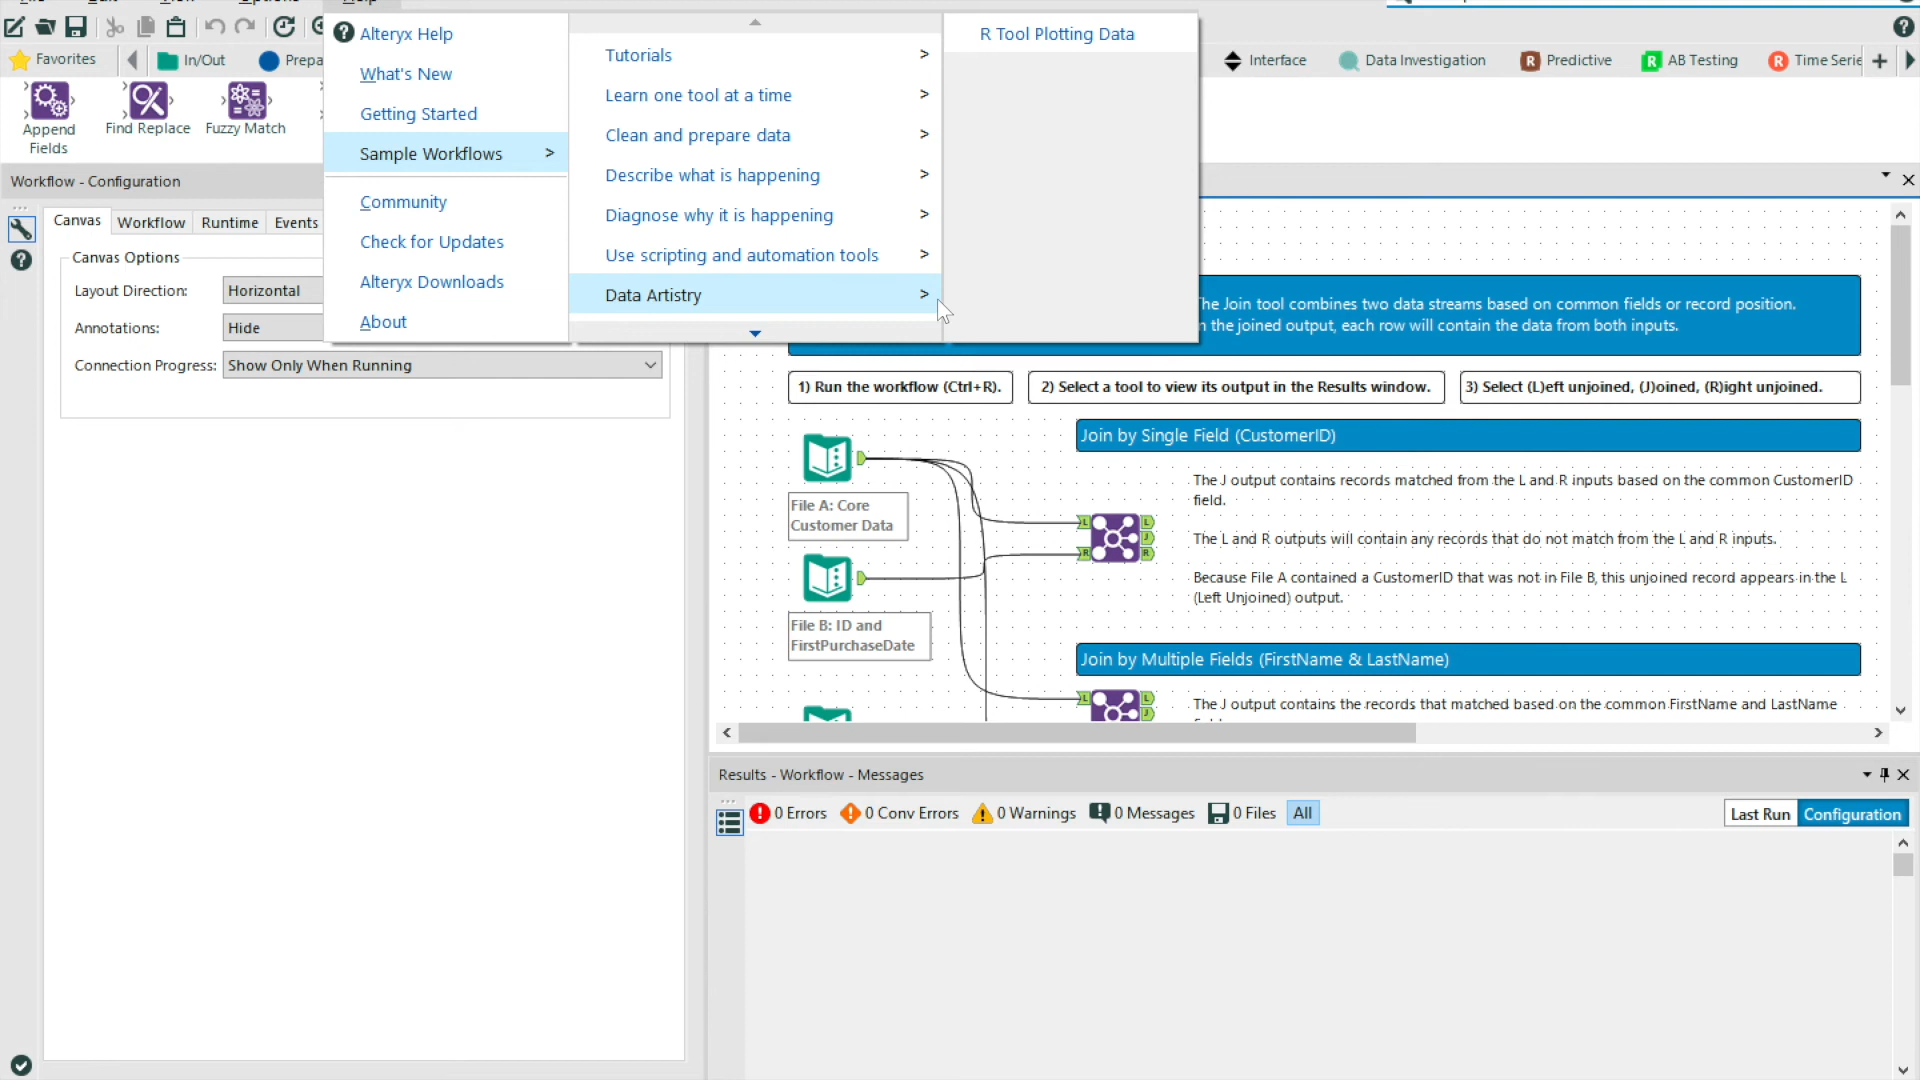 Favorites
In/Out
Interface
Data Investigation
Predictive
AB Testing
Append
Fields
Find Replace
Fuzzy Match
Alteryx Help
What's New
Getting Started
Sample Workflows >
Community
Check for Updates
Alteryx Downloads
About
Tutorials >
Learn one tool at a time >
Clean and prepare data >
Describe what is happening >
Diagnose why it is happening >
Use scripting and automation tools >
Data Artistry >
R Tool Plotting Data
Workflow - Configuration
Canvas
Workflow
Runtime
Events
Canvas Options
Layout Direction: Horizontal
Annotations: Hide
Connection Progress: Show Only When Running
The Join tool combines two data streams based on common fields or record position.
the joined output, each row will contain the data from both inputs.
1) Run the workflow (Ctrl+R).
2) Select a tool to view its output in the Results window.
3) Select (L)eft unjoined, (J)oined, (R)ight unjoined.
Join by Single Field (CustomerID)
File A: Core
Customer Data
File B: ID and
FirstPurchaseDate
L
R
L
J
R
The J output contains records matched from the L and R inputs based on the common CustomerID
field.
The L and R outputs will contain any records that do not match from the L and R inputs.
Because File A contained a CustomerID that was not in File B, this unjoined record appears in the L
(Left Unjoined) output.
Join by Multiple Fields (FirstName & LastName)
L
L
J
The J output contains the records that matched based on the common FirstName and LastName
Results - Workflow - Messages
0 Errors
0 Conv Errors
0 Warnings
0 Messages
0 Files
All
Last Run
Configuration